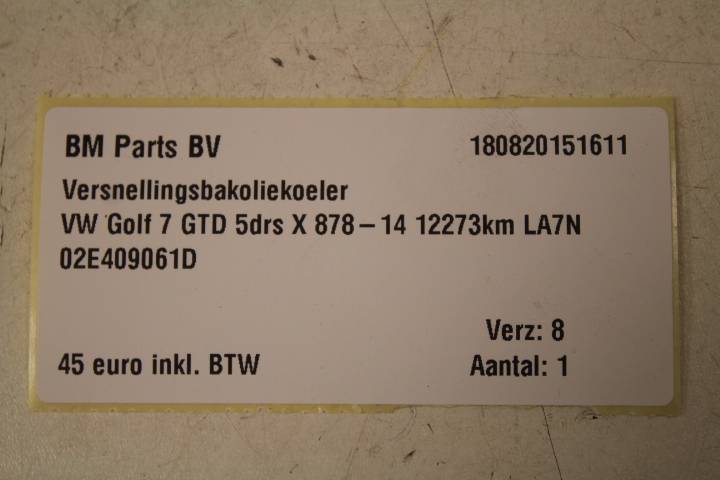 BM Parts BV 180820151611
Versnellingsbakoliekoeler
VW Golf 7 GTD 5drs X 878-14 12273km LA7N
02E409061D
Verz: 8
45 euro inkl. BTW Aantal: 1